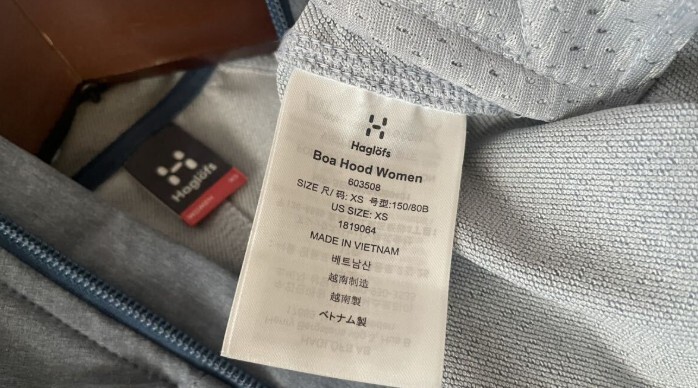 Haglöfs
Haglöfs
Boa Hood Women
603508
SIZE 尺/码: XS 号型:150/80B
US SIZE: XS
1819064
MADE IN VIETNAM
베트남산
越南制造
越南製
ベトナム製